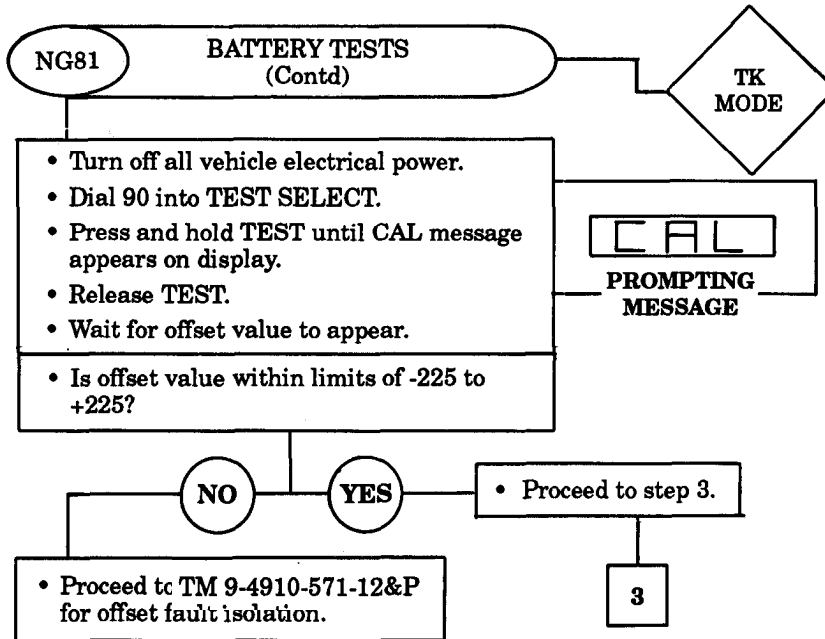 NG81
BATTERY TESTS
(Contd)
TK
MODE
• Turn off all vehicle electrical power.
• Dial 90 into TEST SELECT.
• Press and hold TEST until CAL message
appears on display.
• Release TEST.
• Wait for offset value to appear.
CAL
PROMPTING
MESSAGE
• Is offset value within limits of -225 to
+225?
NO
YES
• Proceed to step 3.
• Proceed to TM 9-4910-571-12&P
for offset fault isolation.
3